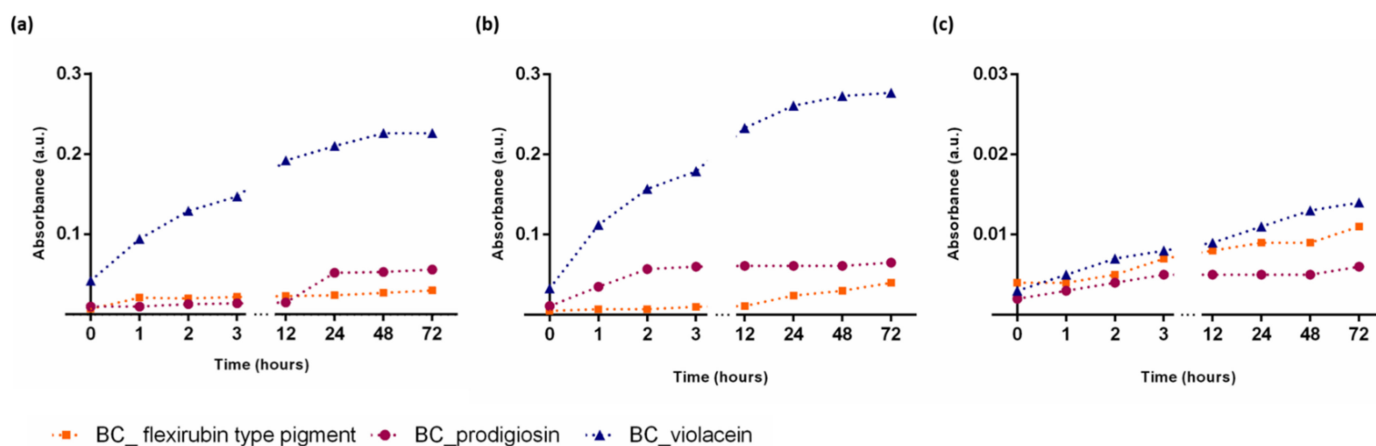 (a)
(b)
(c)
Absorbance (a.u.)
0.3
0.2
0.1
0 1 2 3 ... 12 24 48 72
Time (hours)
Absorbance (a.u.)
0.3
0.2
0.1
0 1 2 3 ... 12 24 48 72
Time (hours)
Absorbance (a.u.)
0.03
0.02
0.01
0 1 2 3 ... 12 24 48 72
Time (hours)
BC_ flexirubin type pigment BC_prodigiosin BC_violacein